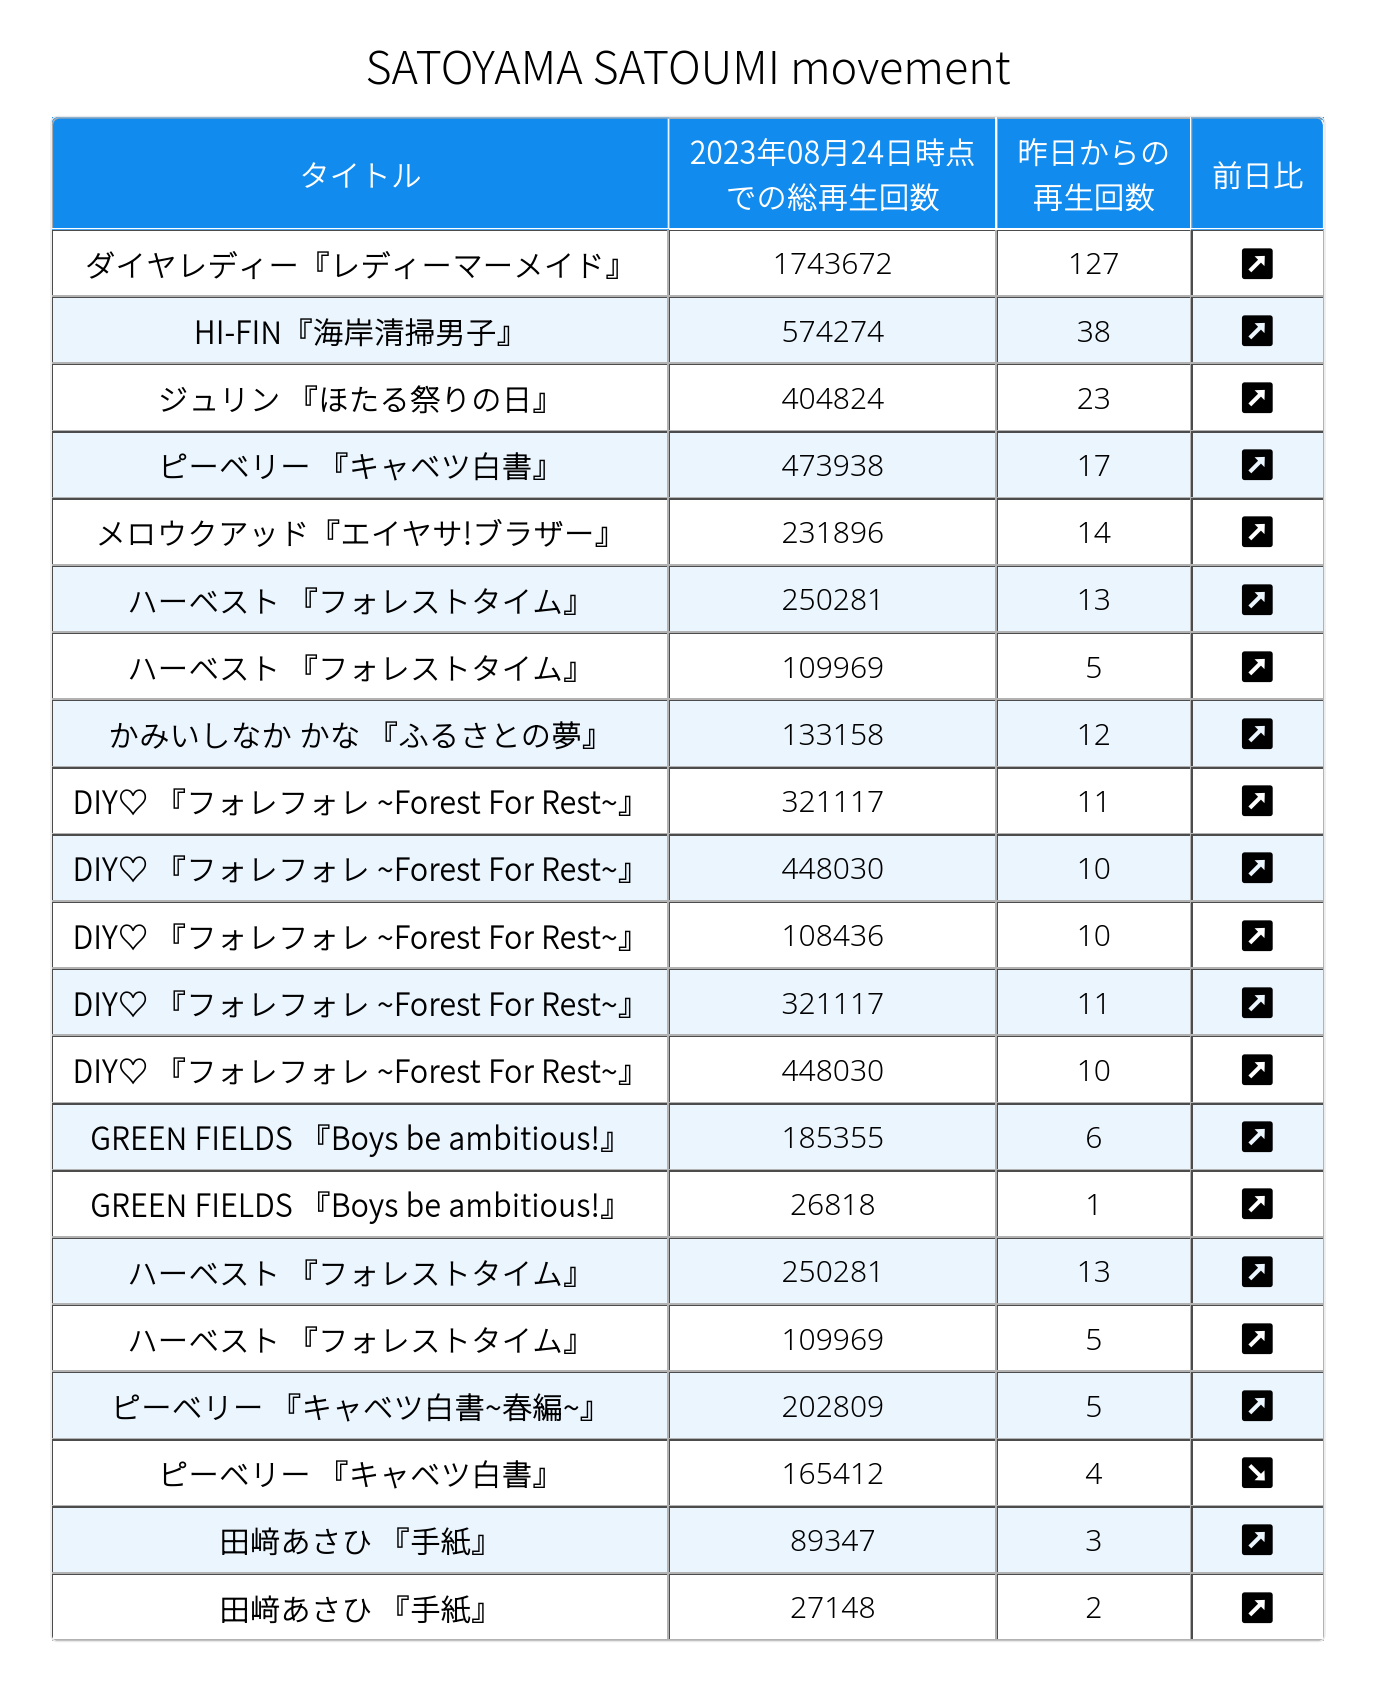 SATOYAMA SATOUMI movement
タイトル 2023年08月24日時点での総再生回数 昨日からの再生回数 前日比
ダイヤレディー『レディーマーメイド』 1743672 127 ↗
HI-FIN『海岸清掃男子』 574274 38 ↗
ジュリン 『ほたる祭りの日』 404824 23 ↗
ピーベリー 『キャベツ白書』 473938 17 ↗
メロウクアッド『エイヤサ!ブラザー』 231896 14 ↗
ハーベスト 『フォレストタイム』 250281 13 ↗
ハーベスト 『フォレストタイム』 109969 5 ↗
かみいしなか かな 『ふるさとの夢』 133158 12 ↗
DIY♡ 『フォレフォレ ~Forest For Rest~』 321117 11 ↗
DIY♡ 『フォレフォレ ~Forest For Rest~』 448030 10 ↗
DIY♡ 『フォレフォレ ~Forest For Rest~』 108436 10 ↗
DIY♡ 『フォレフォレ ~Forest For Rest~』 321117 11 ↗
DIY♡ 『フォレフォレ ~Forest For Rest~』 448030 10 ↗
GREEN FIELDS 『Boys be ambitious!』 185355 6 ↗
GREEN FIELDS 『Boys be ambitious!』 26818 1 ↗
ハーベスト 『フォレストタイム』 250281 13 ↗
ハーベスト 『フォレストタイム』 109969 5 ↗
ピーベリー 『キャベツ白書~春編~』 202809 5 ↗
ピーベリー 『キャベツ白書』 165412 4 ↘
田﨑あさひ 『手紙』 89347 3 ↗
田﨑あさひ 『手紙』 27148 2 ↗